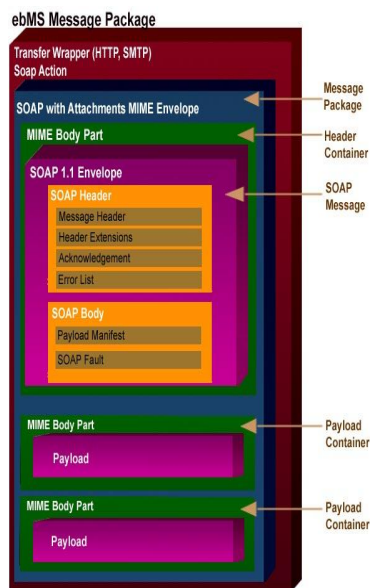 ebMS Message Package
Transfer Wrapper (HTTP, SMTP)
Soap Action
SOAP with Attachments MIME Envelope
Message
Package
MIME Body Part
Header
Container
SOAP 1.1 Envelope
SOAP
Message
SOAP Header
Message Header
Header Extensions
Acknowledgement
Error List
SOAP Body
Payload Manifest
SOAP Fault
MIME Body Part
Payload
Container
Payload
MIME Body Part
Payload
Container
Payload